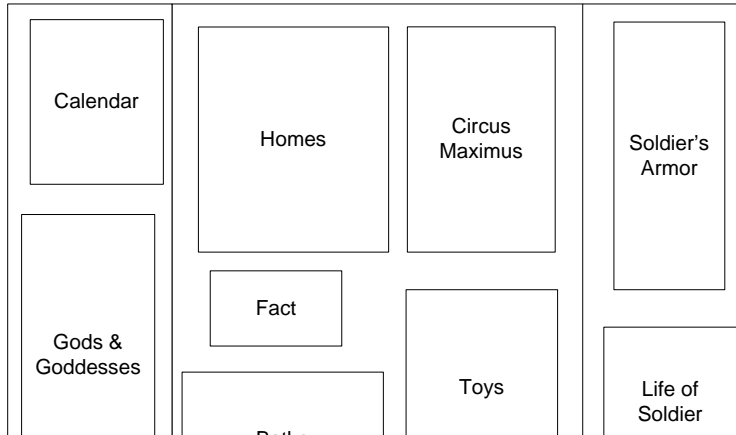 Calendar
Gods &
Goddesses
Homes
Circus
Maximus
Fact
Toys
Soldier's
Armor
Life of
Soldier